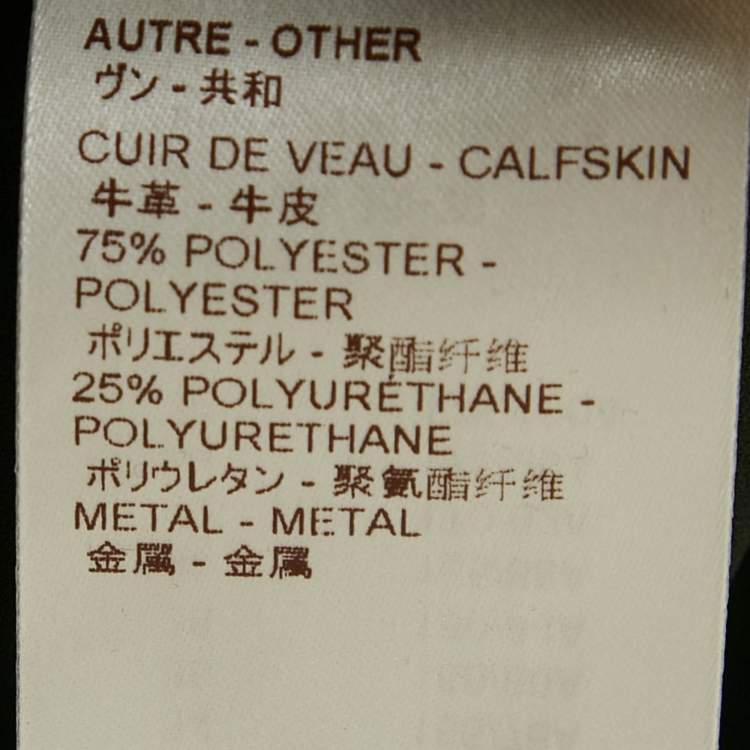 AUTRE - OTHER
ヴン - 共和
CUIR DE VEAU - CALFSKIN
牛革 - 牛皮
75% POLYESTER -
POLYESTER
ポリエステル - 聚酯纤维
25% POLYURÉTHANE -
POLYURETHANE
ポリウレタン - 聚氨酯纤维
METAL - METAL
金属 - 金属